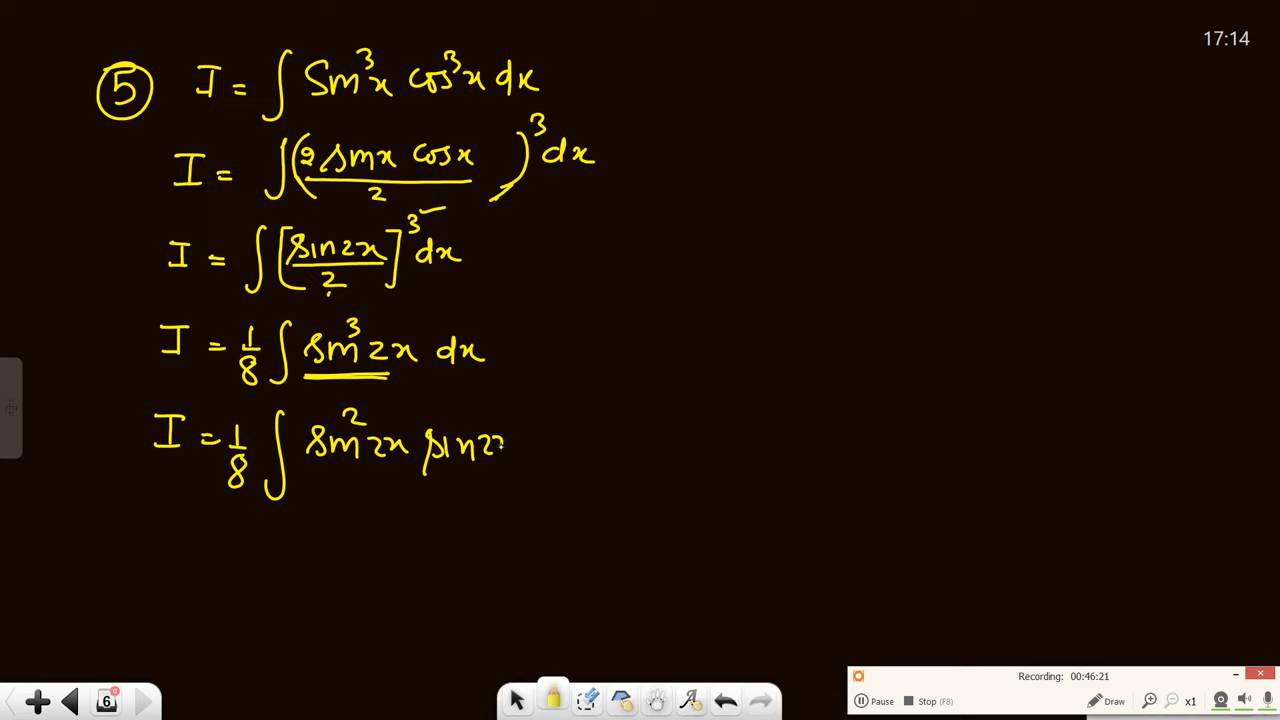 17:14
⑤ I = ∫ Sin³x cos³x dx
I = ∫(2 sinx cosx / 2)³ dx
I = ∫ [sin2x / 2]³ dx
I = 1/8 ∫ sin³2x dx
I = 1/8 ∫ sin²2x sin2
Recording: 00:46:21
6 0
Pause Stop (F8) Draw x1